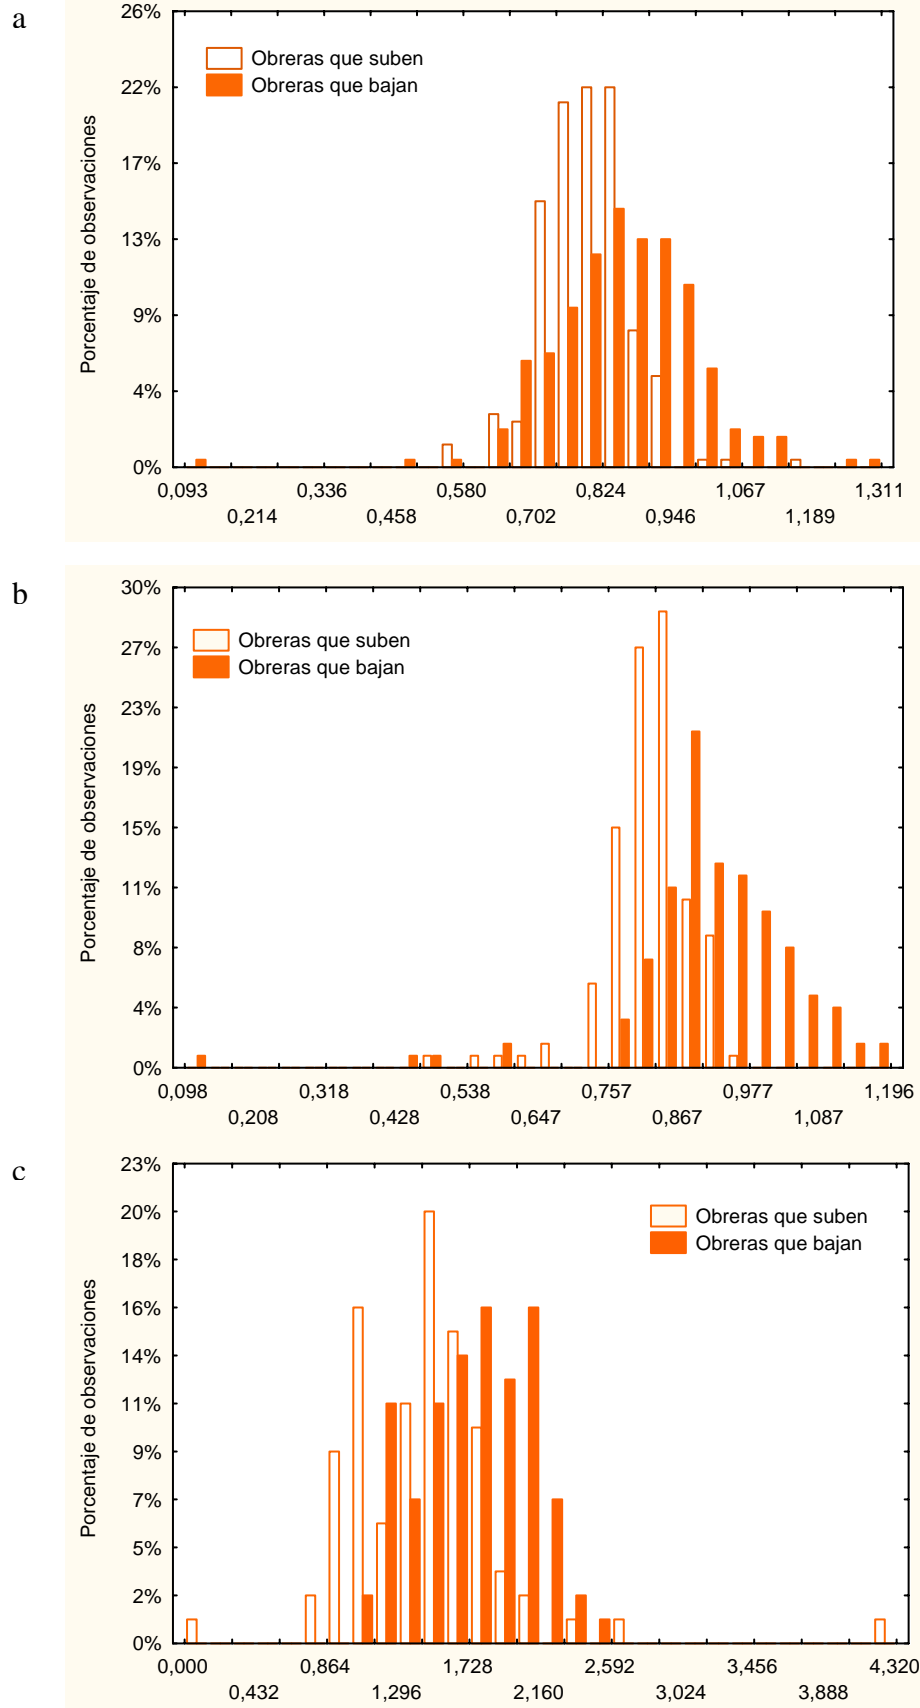 a
26%
22%
17%
13%
9%
4%
0%
Porcentaje de observaciones
Obreras que suben
Obreras que bajan
0,093 0,336 0,580 0,824 1,067 1,311
0,214 0,458 0,702 0,946 1,189
b
30%
27%
23%
19%
15%
11%
8%
4%
0%
Porcentaje de observaciones
Obreras que suben
Obreras que bajan
0,098 0,318 0,538 0,757 0,977 1,196
0,208 0,428 0,647 0,867 1,087
c
23%
20%
18%
16%
14%
11%
9%
7%
5%
2%
0%
Porcentaje de observaciones
Obreras que suben
Obreras que bajan
0,000 0,864 1,728 2,592 3,456 4,320
0,432 1,296 2,160 3,024 3,888